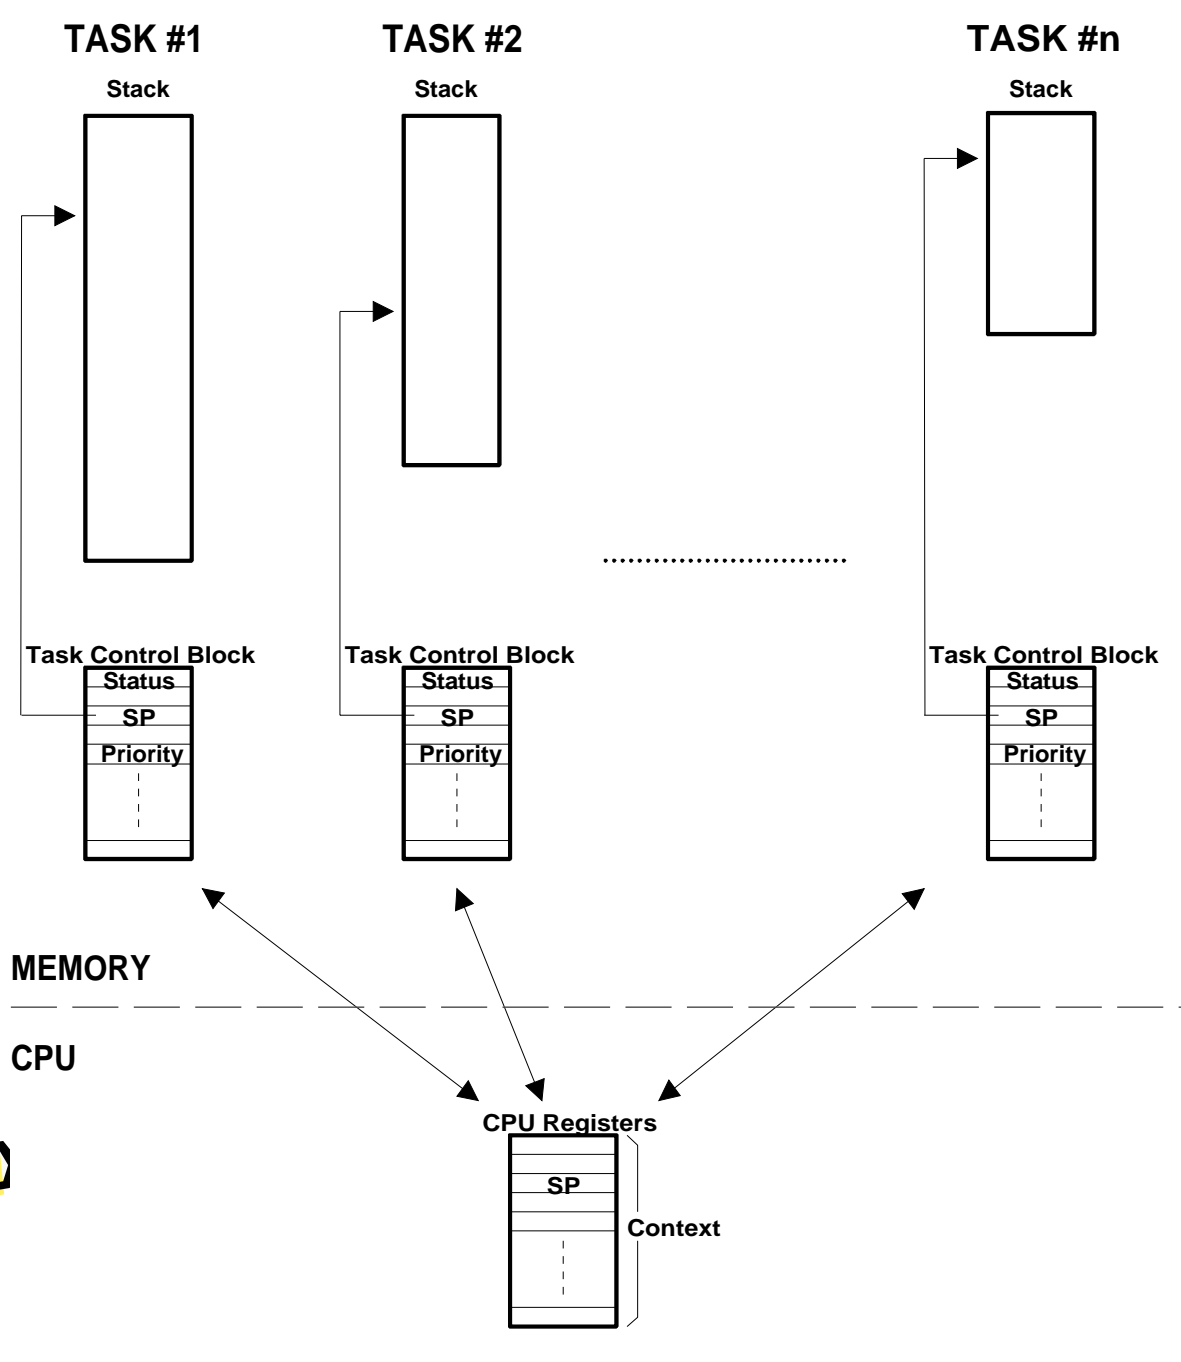 TASK #1 TASK #2 TASK #n
Stack Stack Stack
Task Control Block Task Control Block Task Control Block
Status Status Status
SP SP SP
Priority Priority Priority
MEMORY
CPU
CPU Registers
SP
Context